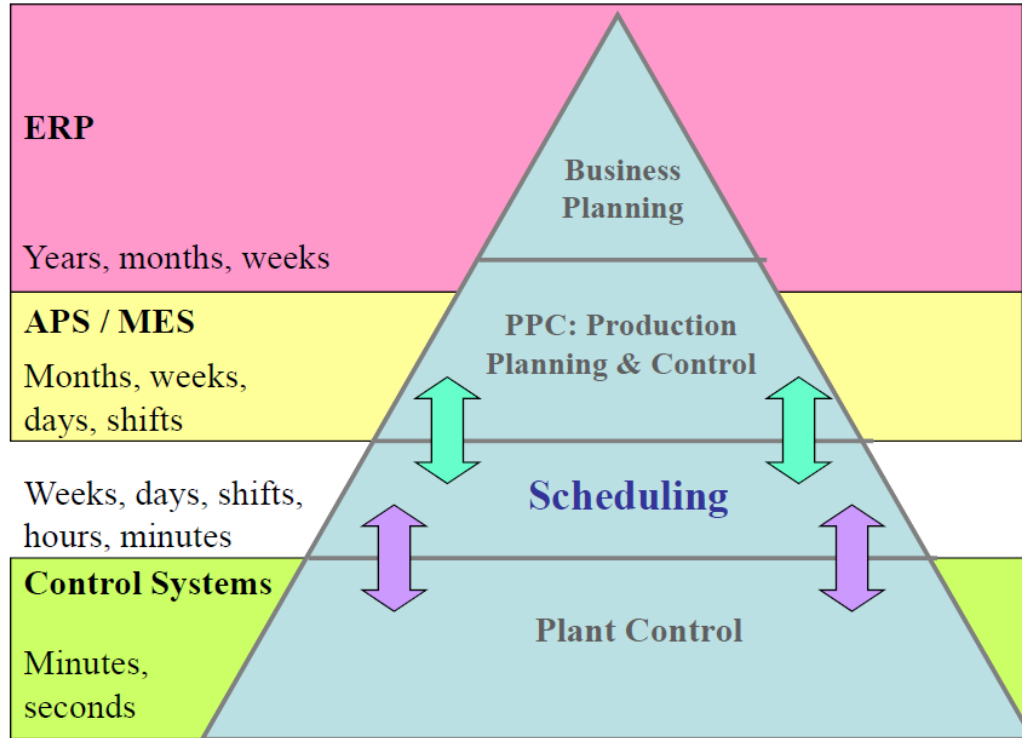 ERP
Business
Planning
Years, months, weeks
APS / MES
PPC: Production
Planning & Control
Months, weeks,
days, shifts
Weeks, days, shifts,
hours, minutes
Scheduling
Control Systems
Plant Control
Minutes,
seconds